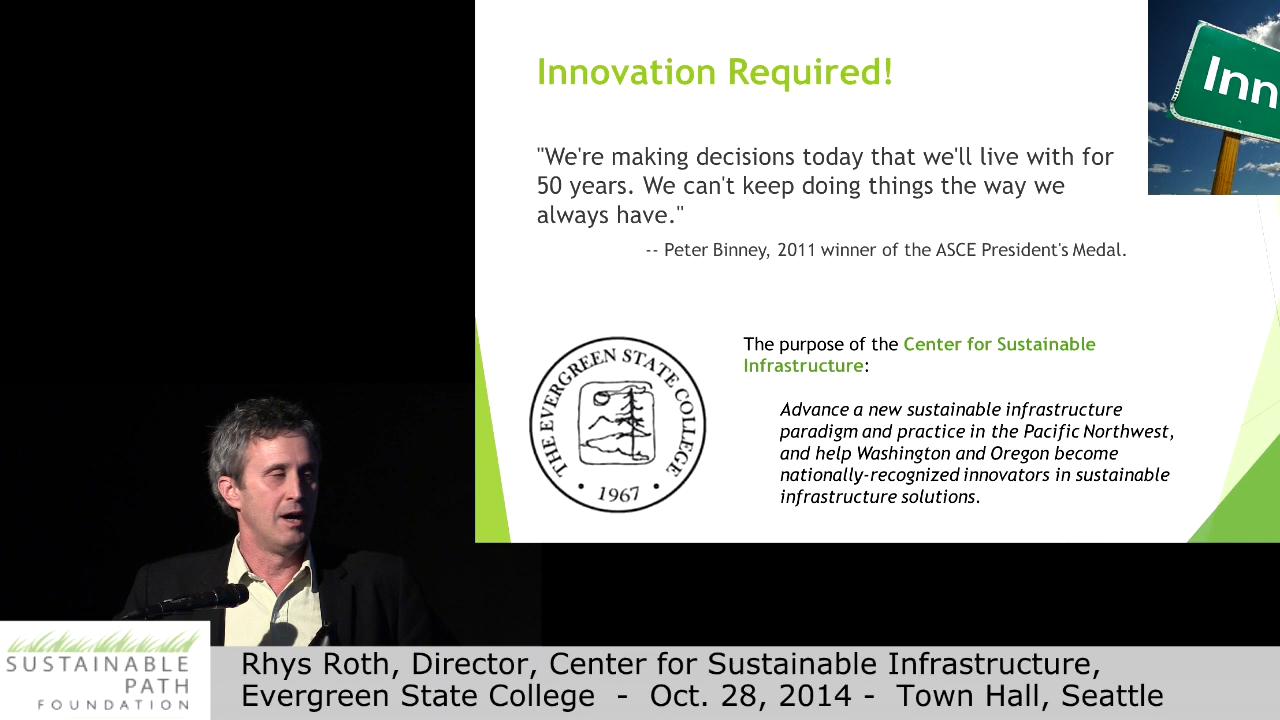 Innovation Required!
Inn
"We're making decisions today that we'll live with for
50 years. We can't keep doing things the way we
always have."
-- Peter Binney, 2011 winner of the ASCE President's Medal.
THE EVERGREEN STATE COLLEGE
• 1967 •
The purpose of the Center for Sustainable
Infrastructure:
Advance a new sustainable infrastructure
paradigm and practice in the Pacific Northwest,
and help Washington and Oregon become
nationally-recognized innovators in sustainable
infrastructure solutions.
SUSTAINABLE
PATH
FOUNDATION
Rhys Roth, Director, Center for Sustainable Infrastructure,
Evergreen State College - Oct. 28, 2014 - Town Hall, Seattle